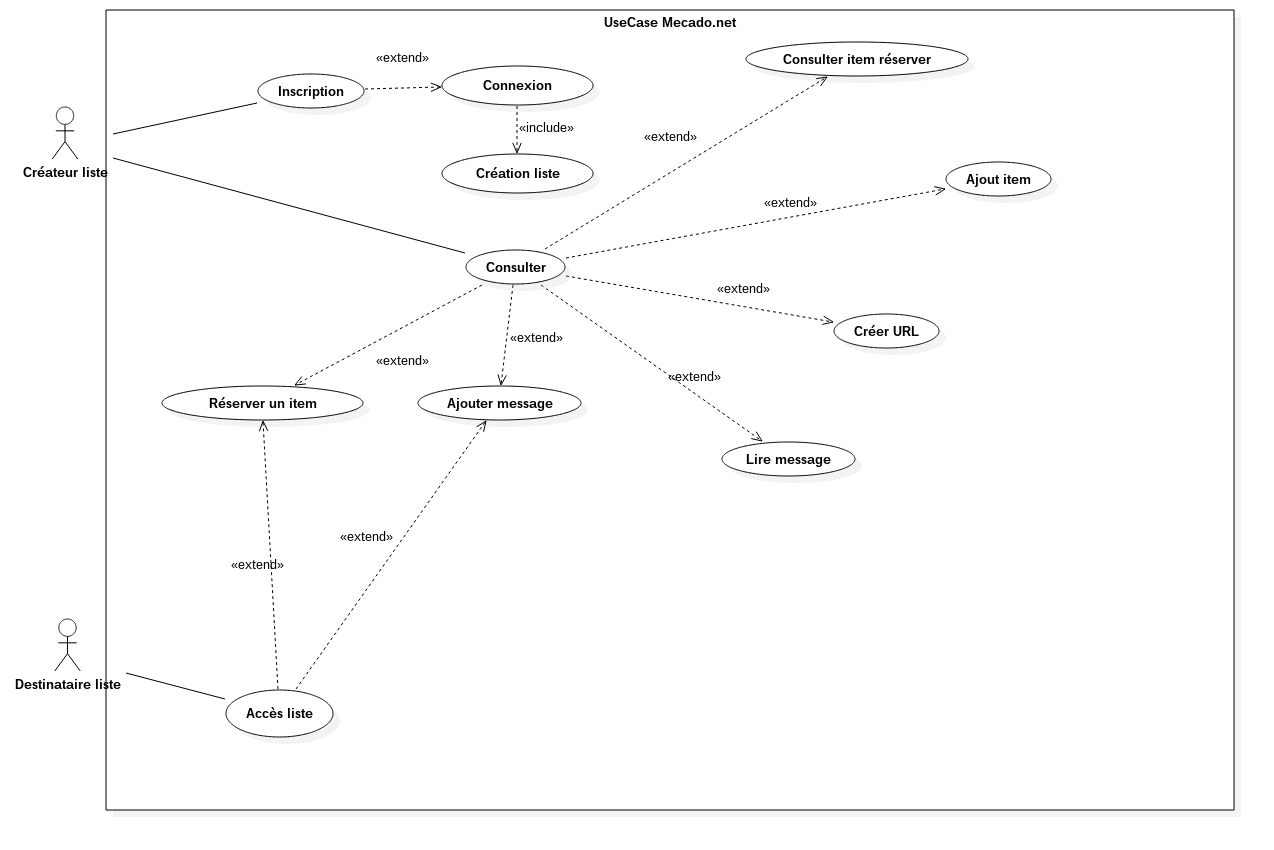 UseCase Mecado.net
«extend»
Consulter item réserver
Inscription
Connexion
«include»
«extend»
Créateur liste
Création liste
Ajout item
«extend»
Consulter
«extend»
Créer URL
«extend»
«extend»
«extend»
Réserver un item
Ajouter message
Lire message
«extend»
«extend»
Destinataire liste
Accès liste